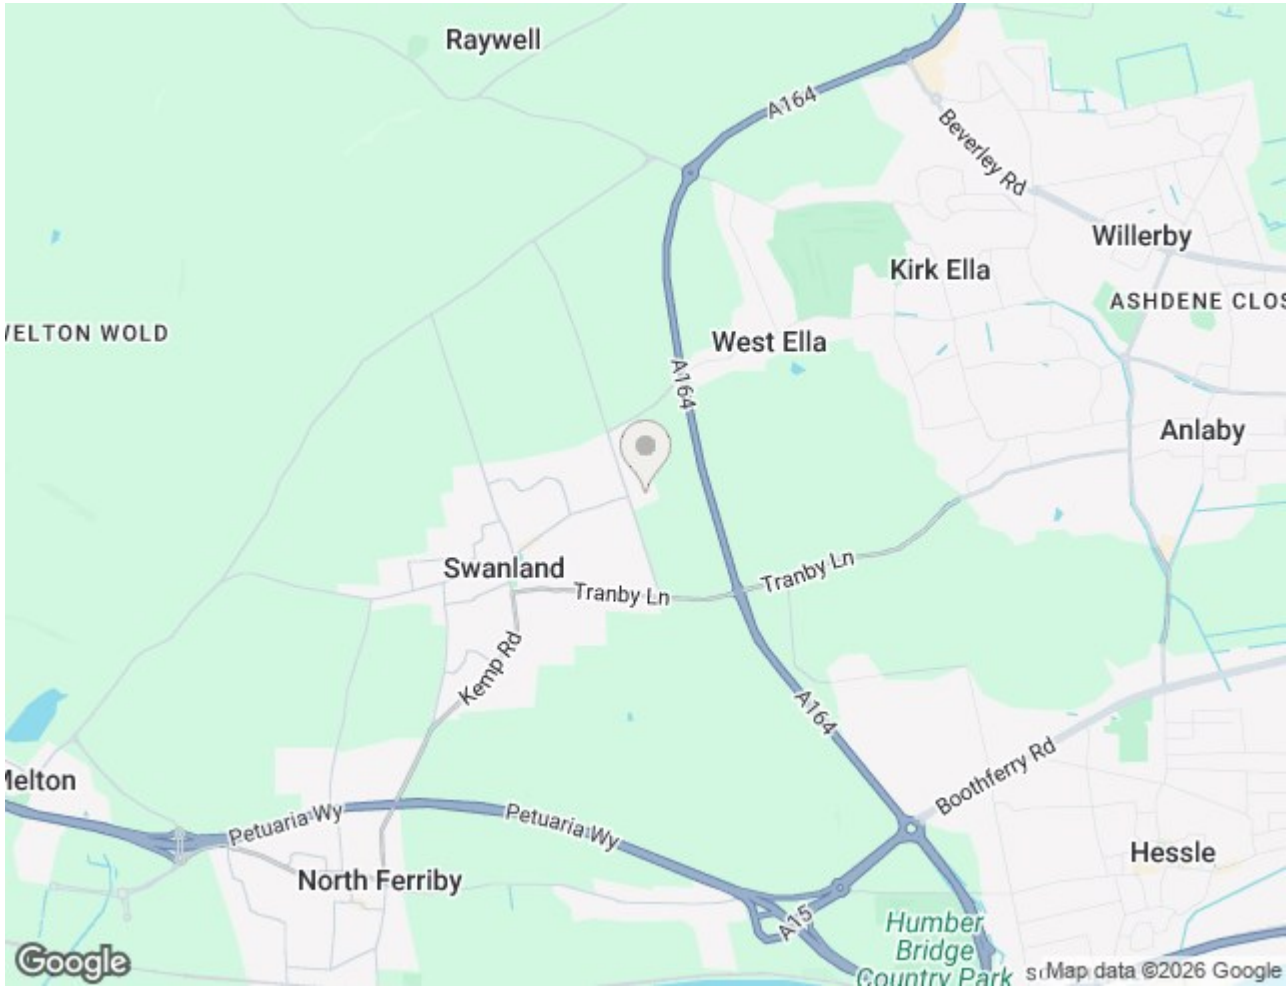 Raywell
A164
Beverley Rd
Willerby
Kirk Ella
ASHDENE CLOS
VELTON WOLD
West Ella
A164
Anlaby
Swanland
Tranby Ln
Tranby Ln
Kemp Rd
A164
Boothferry Rd
Melton
Petuaria Wy
Petuaria Wy
Hessle
North Ferriby
A15
Humber
Bridge
Country Park
Google
Map data ©2026 Google